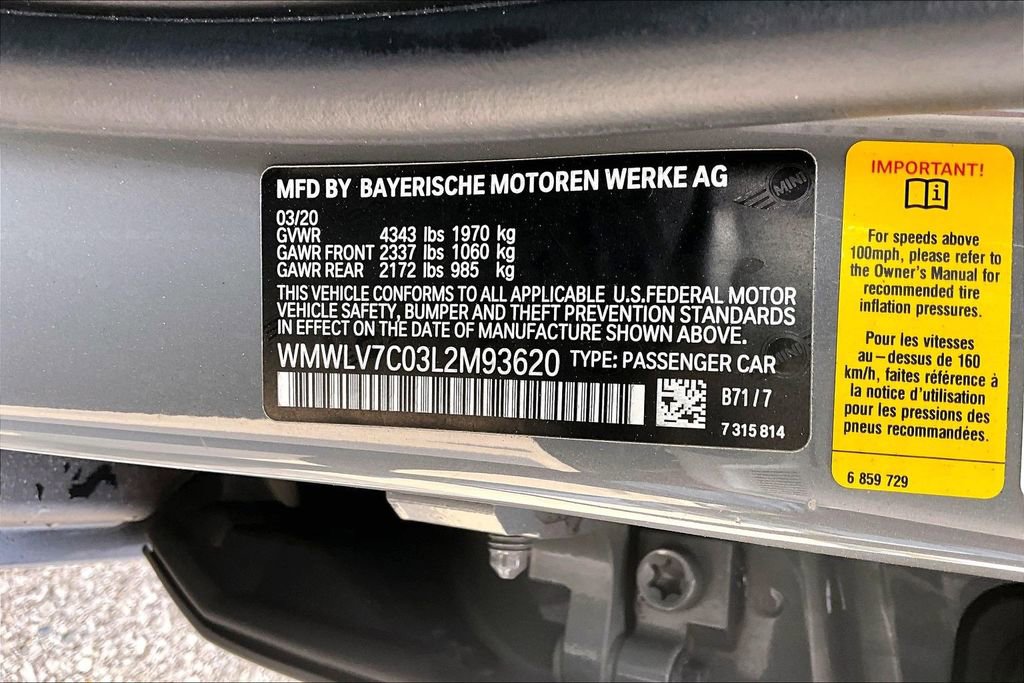 MFD BY BAYERISCHE MOTOREN WERKE AG
MINI
03/20
GVWR 4343 lbs 1970 kg
GAWR FRONT 2337 lbs 1060 kg
GAWR REAR 2172 lbs 985 kg
THIS VEHICLE CONFORMS TO ALL APPLICABLE U.S.FEDERAL MOTOR
VEHICLE SAFETY, BUMPER AND THEFT PREVENTION STANDARDS
IN EFFECT ON THE DATE OF MANUFACTURE SHOWN ABOVE.
WMWLV7C03L2M93620 TYPE: PASSENGER CAR
B71/7
7 315 814
IMPORTANT!
i
For speeds above
100mph, please refer to
the Owner's Manual for
recommended tire
inflation pressures.
Pour les vitesses
au-dessus de 160
km/h, faites référence à
la notice d'utilisation
pour les pressions des
pneus recommandées.
6 859 729